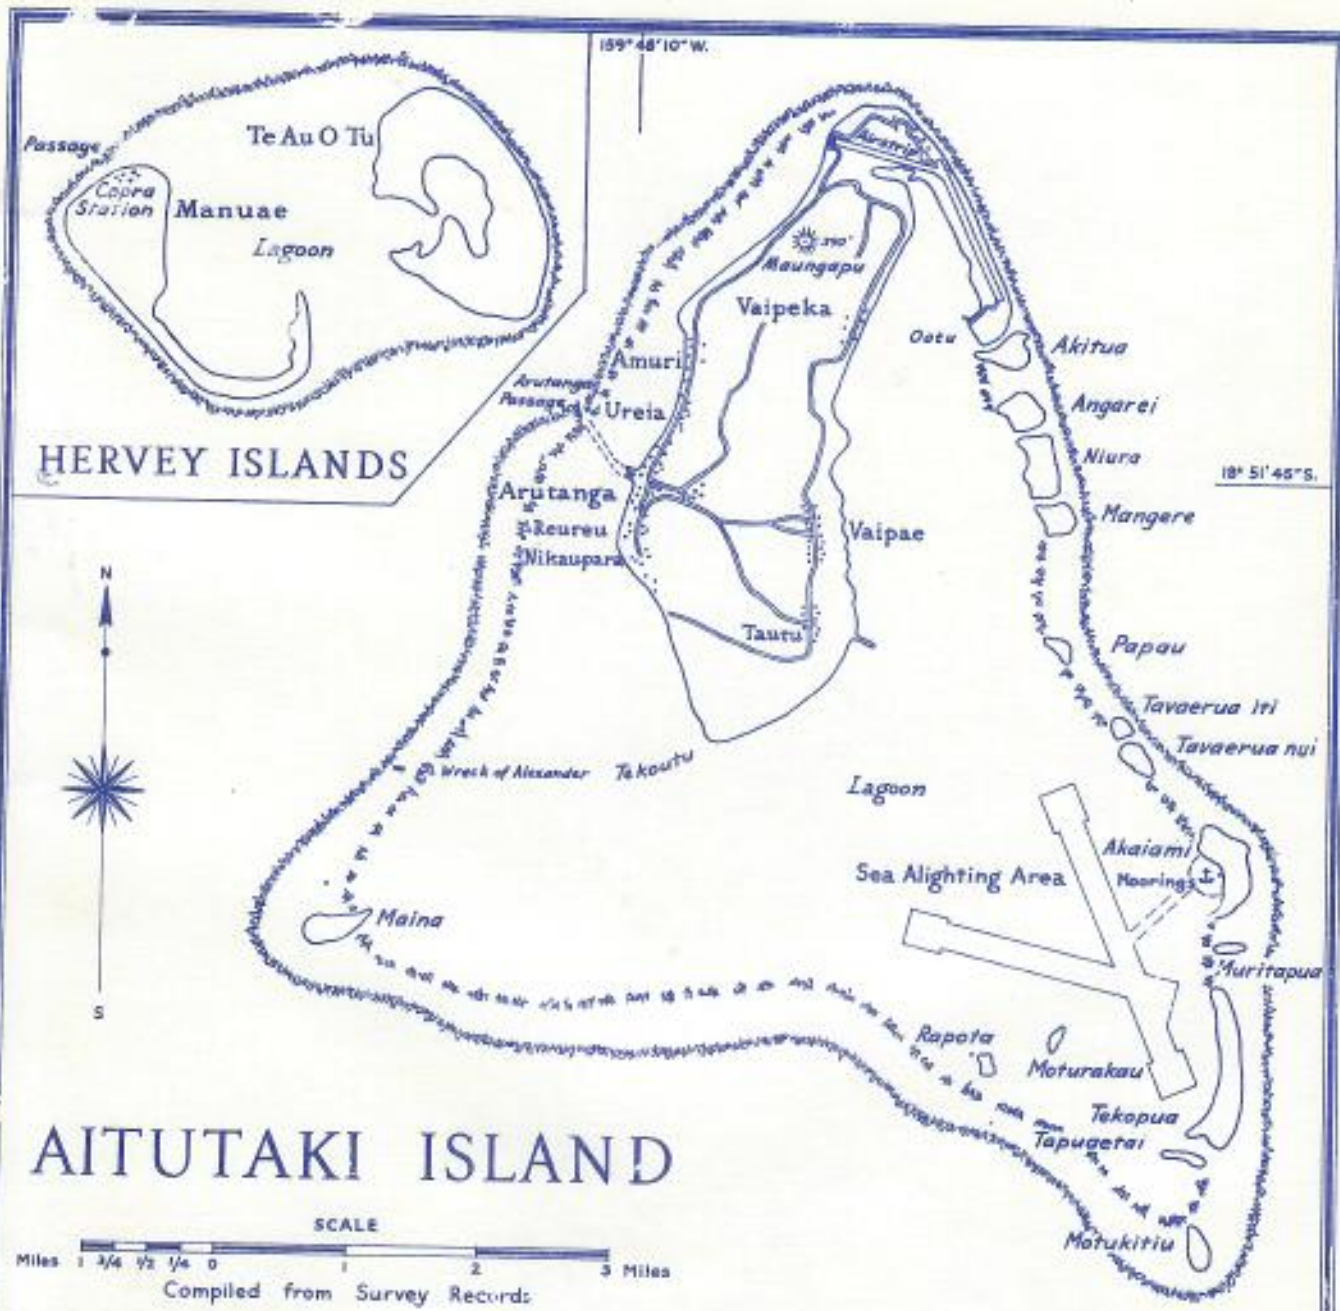 159° 48' 10" W.
Passage
Te Au O Tu
Copra
Station
Manuae
Lagoon
HERVEY ISLANDS
Airstrip
390'
Maungapu
Vaipeka
Amuri
Ootu
Akitua
Arutanga
Passage
Ureia
Angarei
Niura
18° 51' 45" S.
Arutanga
Mangere
Reureu
Vaipae
Nikaupara
N
Tautu
Papau
Tavaerua iti
Tavaerua nui
Wreck of Alexander
Tekoutu
Lagoon
Akaiami
Sea Alighting Area
Moorings
Maina
Muritapua
S
Rapota
Moturakau
Tekopua
Tapuaetai
AITUTAKI ISLAND
Motukitiu
SCALE
Miles 1 3/4 1/2 1/4 0 1 2 3 Miles
Compiled from Survey Records